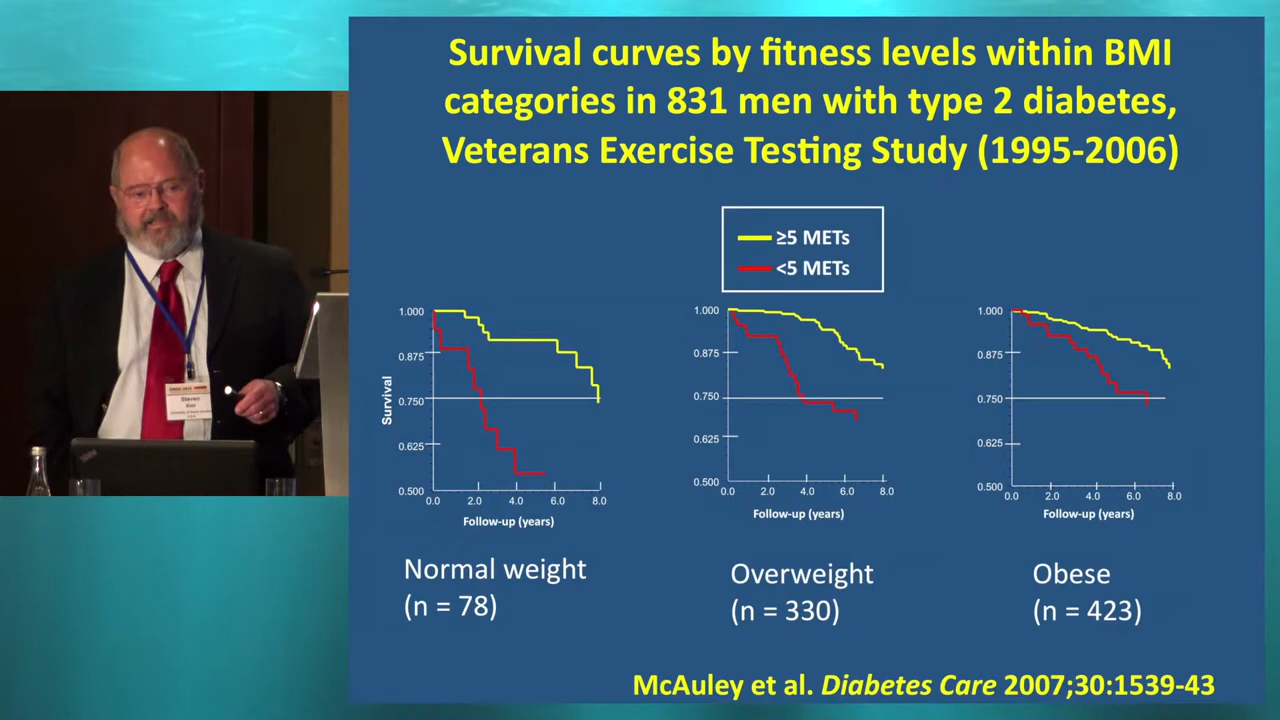 Survival curves by fitness levels within BMI
categories in 831 men with type 2 diabetes,
Veterans Exercise Testing Study (1995-2006)
≥5 METs
<5 METs
Survival
1.000
0.875
0.750
0.625
0.500
0.0 2.0 4.0 6.0 8.0
Follow-up (years)
1.000
0.875
0.750
0.625
0.500
0.0 2.0 4.0 6.0 8.0
Follow-up (years)
1.000
0.875
0.750
0.625
0.500
0.0 2.0 4.0 6.0 8.0
Follow-up (years)
Normal weight
(n = 78)
Overweight
(n = 330)
Obese
(n = 423)
McAuley et al. Diabetes Care 2007;30:1539-43
Steven